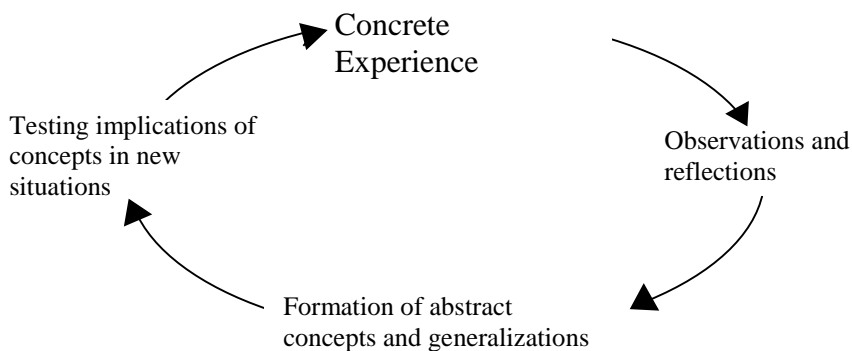 Concrete
Experience
Observations and
reflections
Formation of abstract
concepts and generalizations
Testing implications of
concepts in new
situations